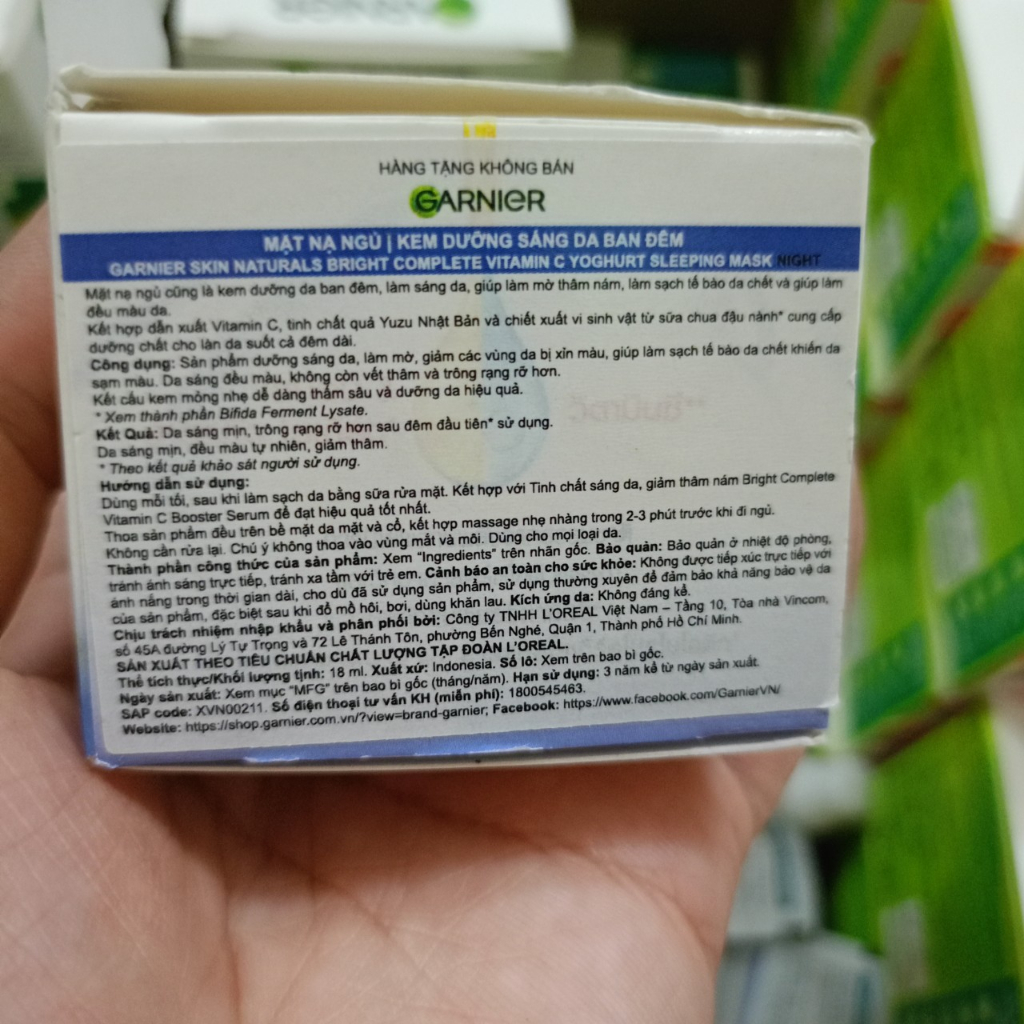 HÀNG TẶNG KHÔNG BÁN
GARNIER
MẶT NẠ NGỦ | KEM DƯỠNG SÁNG DA BAN ĐÊM
GARNIER SKIN NATURALS BRIGHT COMPLETE VITAMIN C YOGHURT SLEEPING MASK NIGHT
Mặt nạ ngủ cũng là kem dưỡng da ban đêm, làm sáng da, giúp làm mờ thâm nám, làm sạch tế bào da chết và giúp làm
đều màu da.
Kết hợp dẫn xuất Vitamin C, tinh chất quả Yuzu Nhật Bản và chiết xuất vi sinh vật từ sữa chua đậu nành* cung cấp
dưỡng chất cho làn da suốt cả đêm dài.
Công dụng: Sản phẩm dưỡng sáng da, làm mờ, giảm các vùng da bị xỉn màu, giúp làm sạch tế bào da chết khiến da
sạm màu. Da sáng đều màu, không còn vết thâm và trông rạng rỡ hơn.
Kết cấu kem mỏng nhẹ dễ dàng thấm sâu và dưỡng da hiệu quả.
* Xem thành phần Bifida Ferment Lysate.
Kết Quả: Da sáng mịn, trông rạng rỡ hơn sau đêm đầu tiên* sử dụng.
Da sáng mịn, đều màu tự nhiên, giảm thâm.
* Theo kết quả khảo sát người sử dụng.
Hướng dẫn sử dụng:
Dùng mỗi tối, sau khi làm sạch da bằng sữa rửa mặt. Kết hợp với Tinh chất sáng da, giảm thâm nám Bright Complete
Vitamin C Booster Serum để đạt hiệu quả tốt nhất.
Thoa sản phẩm đều trên bề mặt da mặt và cổ, kết hợp massage nhẹ nhàng trong 2-3 phút trước khi đi ngủ.
Không cần rửa lại. Chú ý không thoa vào vùng mắt và môi. Dùng cho mọi loại da.
Thành phần công thức của sản phẩm: Xem "Ingredients" trên nhãn gốc. Bảo quản: Bảo quản ở nhiệt độ phòng,
tránh ánh sáng trực tiếp, tránh xa tầm với trẻ em. Cảnh báo an toàn cho sức khỏe: Không được tiếp xúc trực tiếp với
ánh nắng trong thời gian dài, cho dù đã sử dụng sản phẩm, sử dụng thường xuyên để đảm bảo khả năng bảo vệ da
của sản phẩm, đặc biệt sau khi đổ mồ hôi, bơi, dùng khăn lau. Kích ứng da: Không đáng kể.
Chịu trách nhiệm nhập khẩu và phân phối bởi: Công ty TNHH L'OREAL Việt Nam – Tầng 10, Tòa nhà Vincom,
số 45A đường Lý Tự Trọng và 72 Lê Thánh Tôn, phường Bến Nghé, Quận 1, Thành phố Hồ Chí Minh.
SẢN XUẤT THEO TIÊU CHUẨN CHẤT LƯỢNG TẬP ĐOÀN L'OREAL.
Thể tích thực/Khối lượng tịnh: 18 ml. Xuất xứ: Indonesia. Số lô: Xem trên bao bì gốc.
Ngày sản xuất: Xem mục "MFG" trên bao bì gốc (tháng/năm). Hạn sử dụng: 3 năm kể từ ngày sản xuất.
SAP code: XVN00211. Số điện thoại tư vấn KH (miễn phí): 1800545463.
Website: https://shop.garnier.com.vn/?view=brand-garnier; Facebook: https://www.facebook.com/GarnierVN/